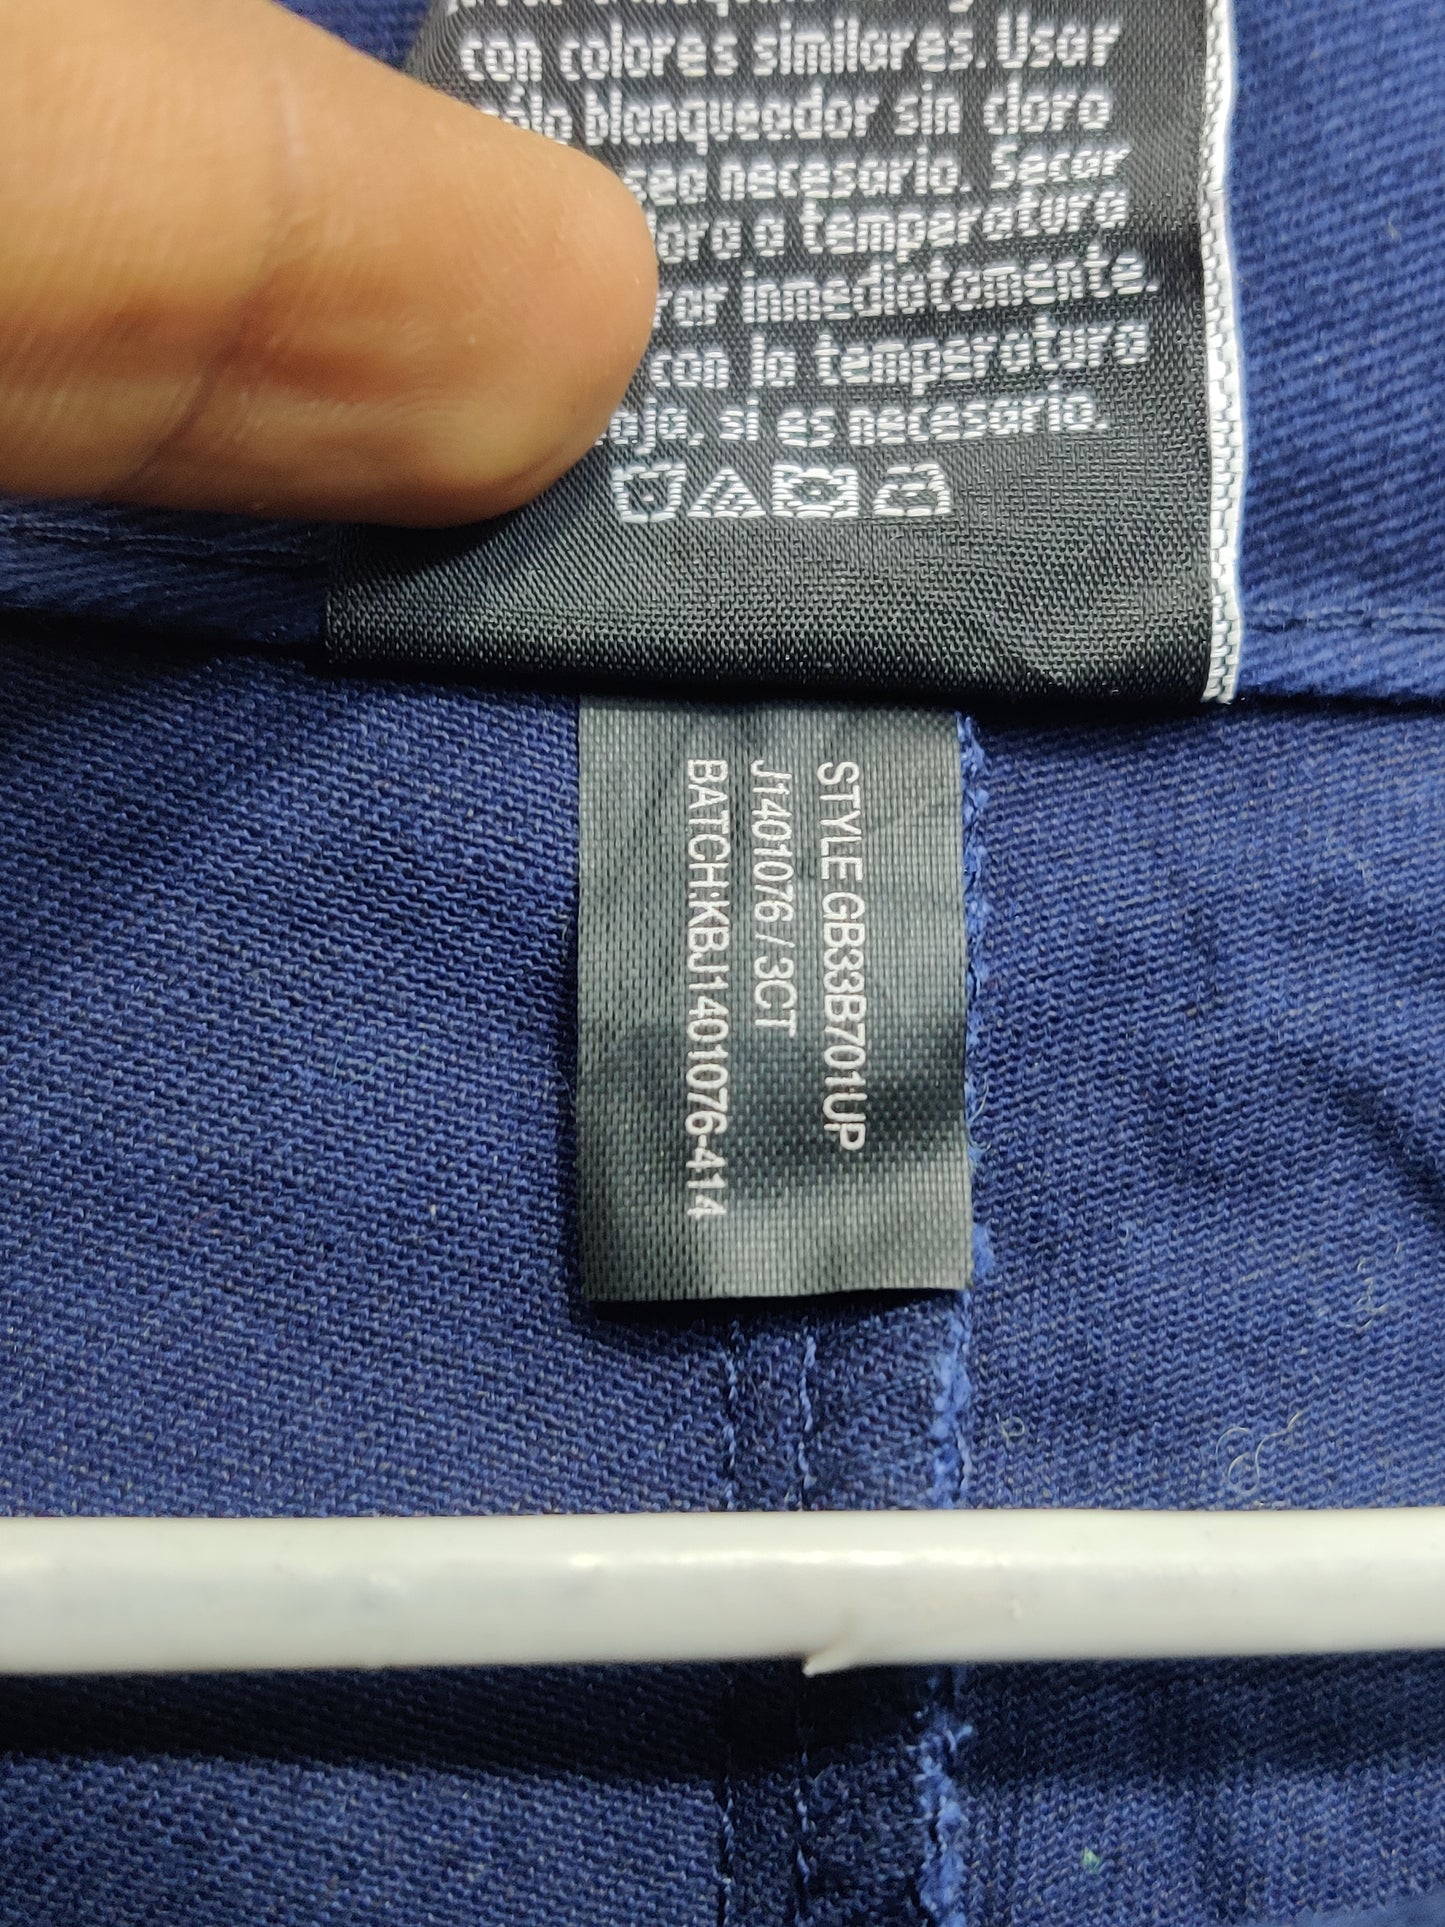 con colores similares. Usar
blanqueador sin cloro
sea necesario. Secar
a temperatura
inmediatamente.
con la temperatura
si es necesario.
STYLE GB33B701UP
J1401076 / 3CT
BATCH:KBJ1401076-414